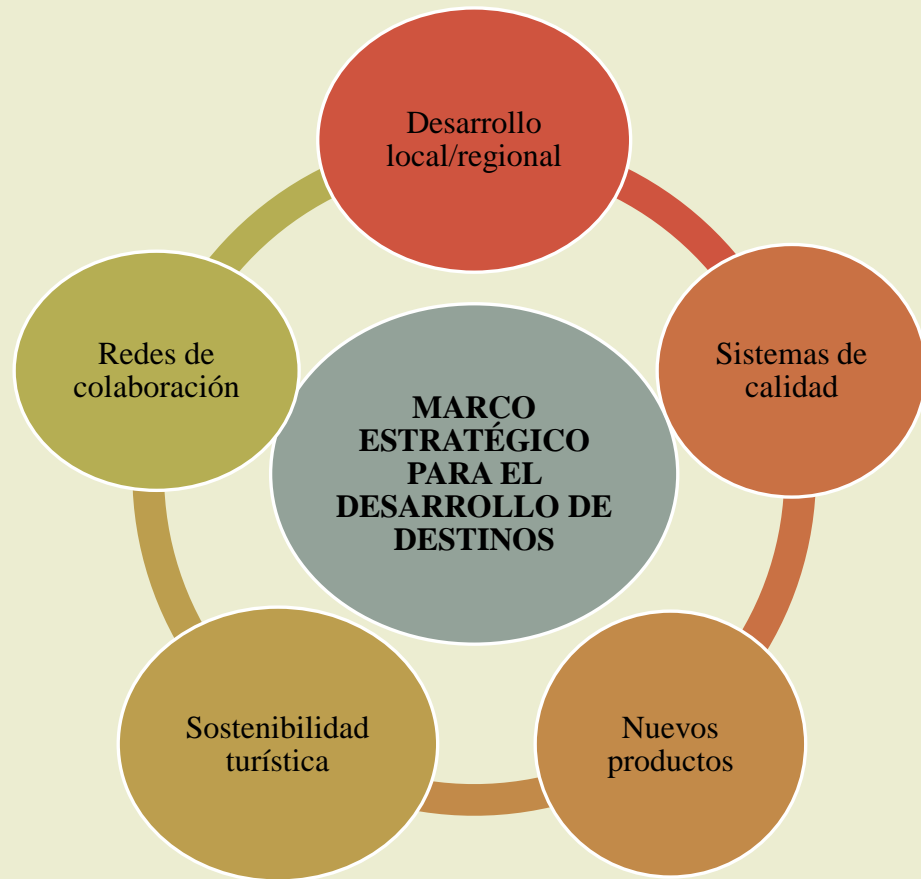 Desarrollo
local/regional
Redes de
colaboración
Sistemas de
calidad
MARCO
ESTRATÉGICO
PARA EL
DESARROLLO DE
DESTINOS
Sostenibilidad
turística
Nuevos
productos